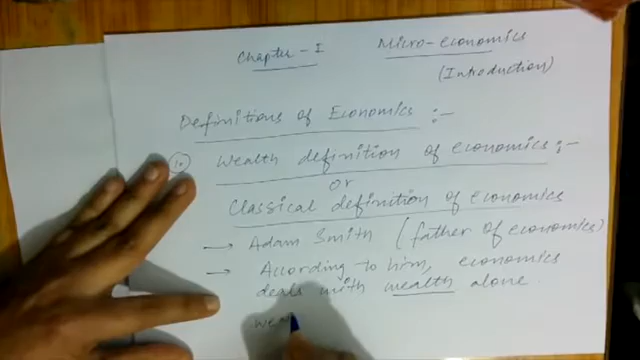 Chapter - I Micro-economics
(Introduction)
Definitions of Economics :-
1. Wealth definition of economics :-
or
Classical definition of economics
→ Adam Smith (father of economics)
→ According to him, economics
deals with wealth alone.